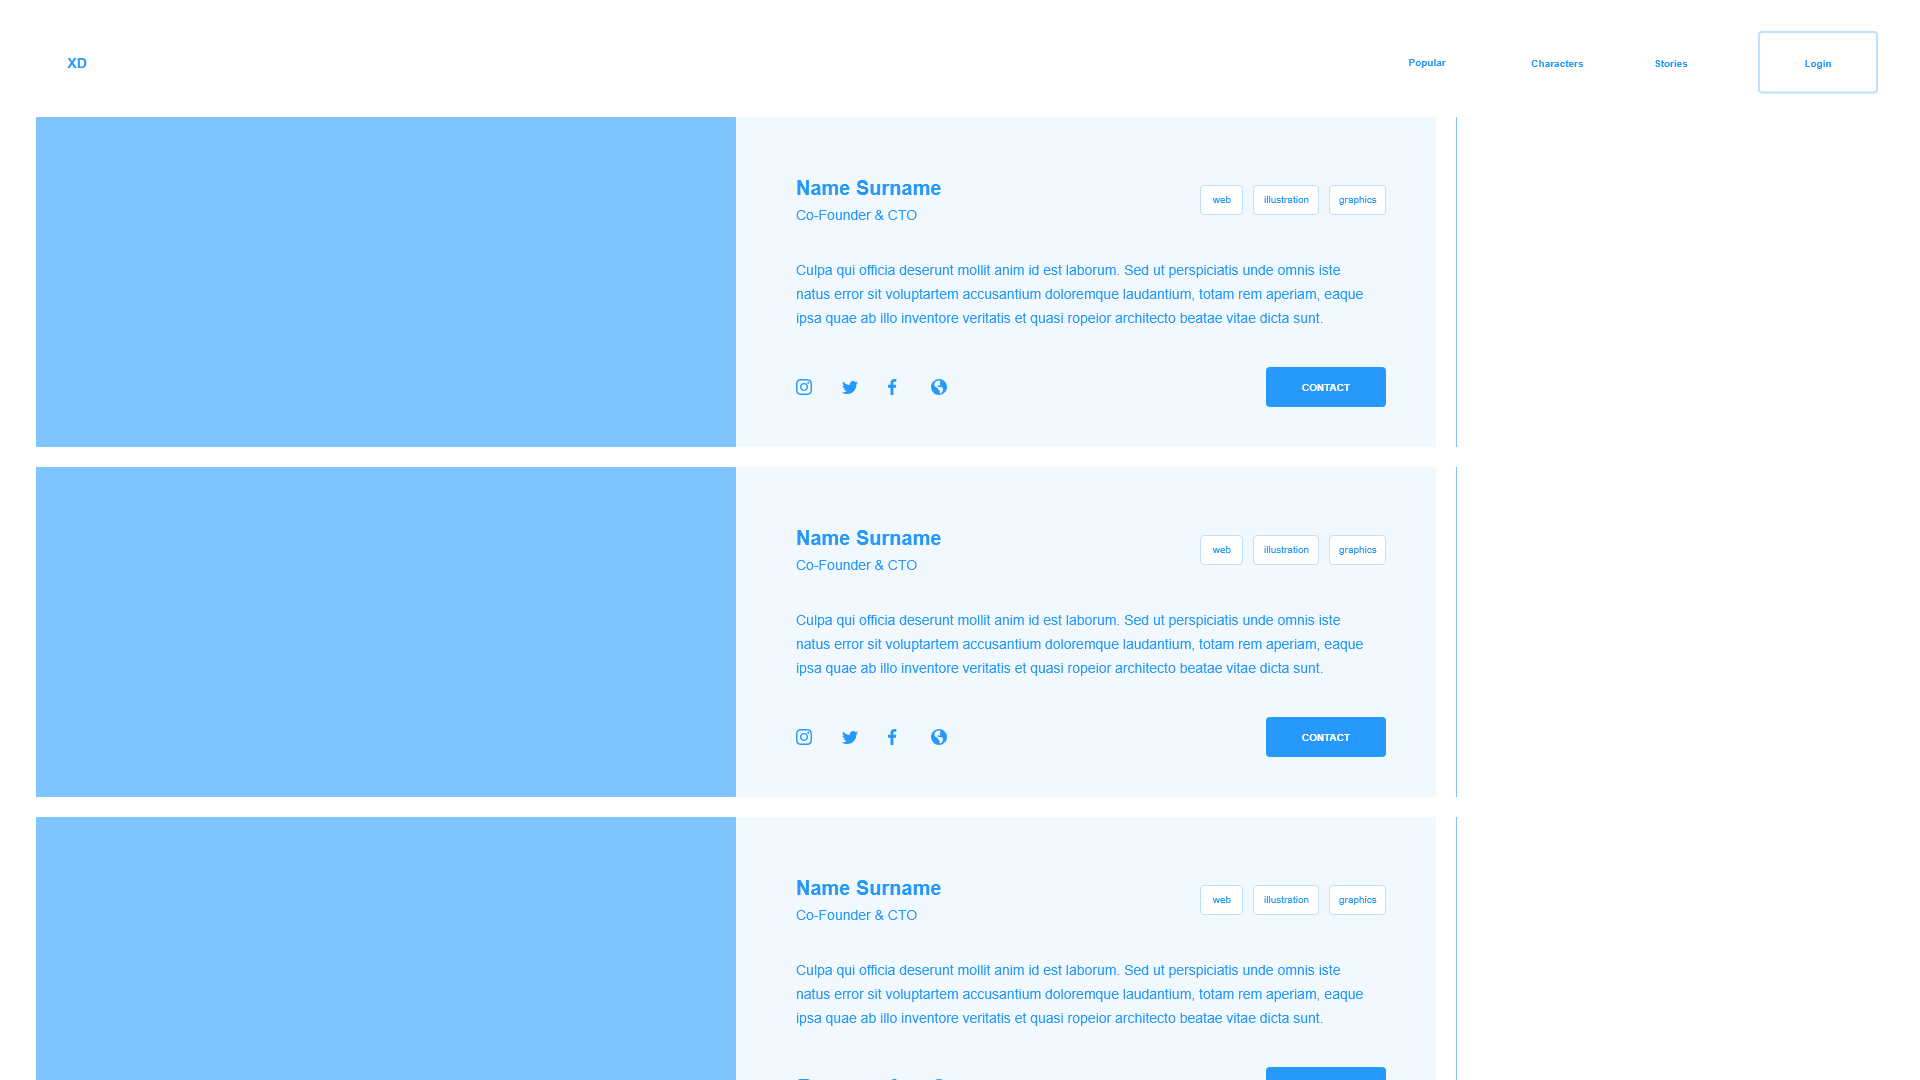 XD
Popular
Characters
Stories
Login
Name Surname
Co-Founder & CTO
web
illustration
graphics
Culpa qui officia deserunt mollit anim id est laborum. Sed ut perspiciatis unde omnis iste
natus error sit voluptartem accusantium doloremque laudantium, totam rem aperiam, eaque
ipsa quae ab illo inventore veritatis et quasi ropeior architecto beatae vitae dicta sunt.
CONTACT
Name Surname
Co-Founder & CTO
web
illustration
graphics
Culpa qui officia deserunt mollit anim id est laborum. Sed ut perspiciatis unde omnis iste
natus error sit voluptartem accusantium doloremque laudantium, totam rem aperiam, eaque
ipsa quae ab illo inventore veritatis et quasi ropeior architecto beatae vitae dicta sunt.
CONTACT
Name Surname
Co-Founder & CTO
web
illustration
graphics
Culpa qui officia deserunt mollit anim id est laborum. Sed ut perspiciatis unde omnis iste
natus error sit voluptartem accusantium doloremque laudantium, totam rem aperiam, eaque
ipsa quae ab illo inventore veritatis et quasi ropeior architecto beatae vitae dicta sunt.